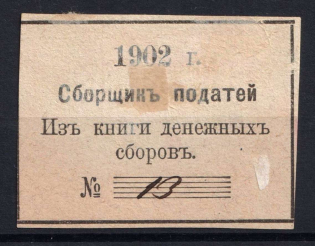 1902 г.
Сборщикъ податей
Изъ книги денежныхъ
сборовъ.
№ 13